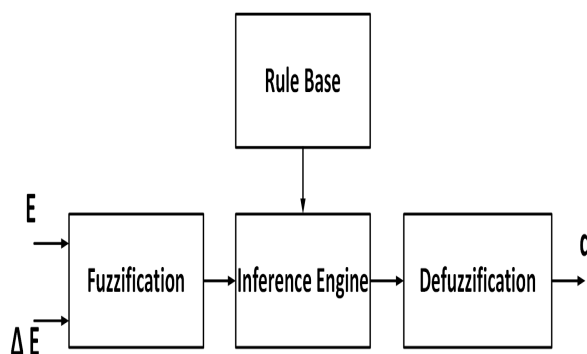 Rule Base
E
Fuzzification
Inference Engine
Defuzzification
Δ E